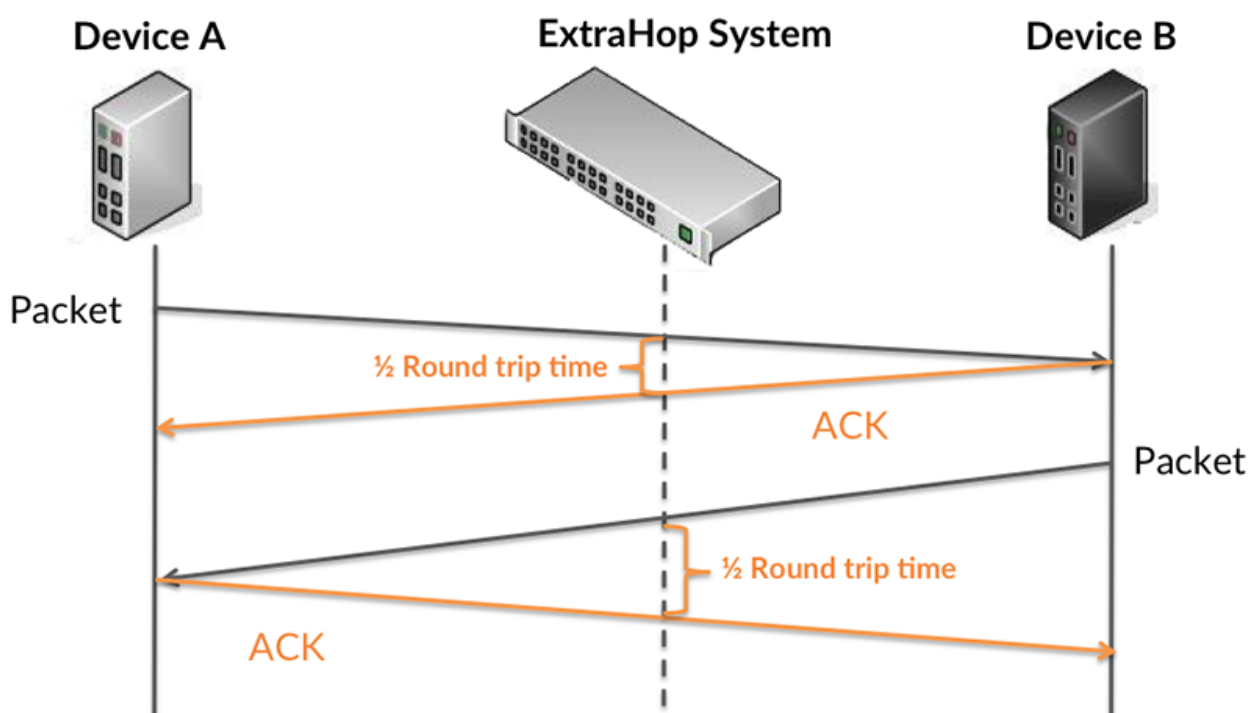 Device A
ExtraHop System
Device B
Packet
½ Round trip time
ACK
Packet
½ Round trip time
ACK